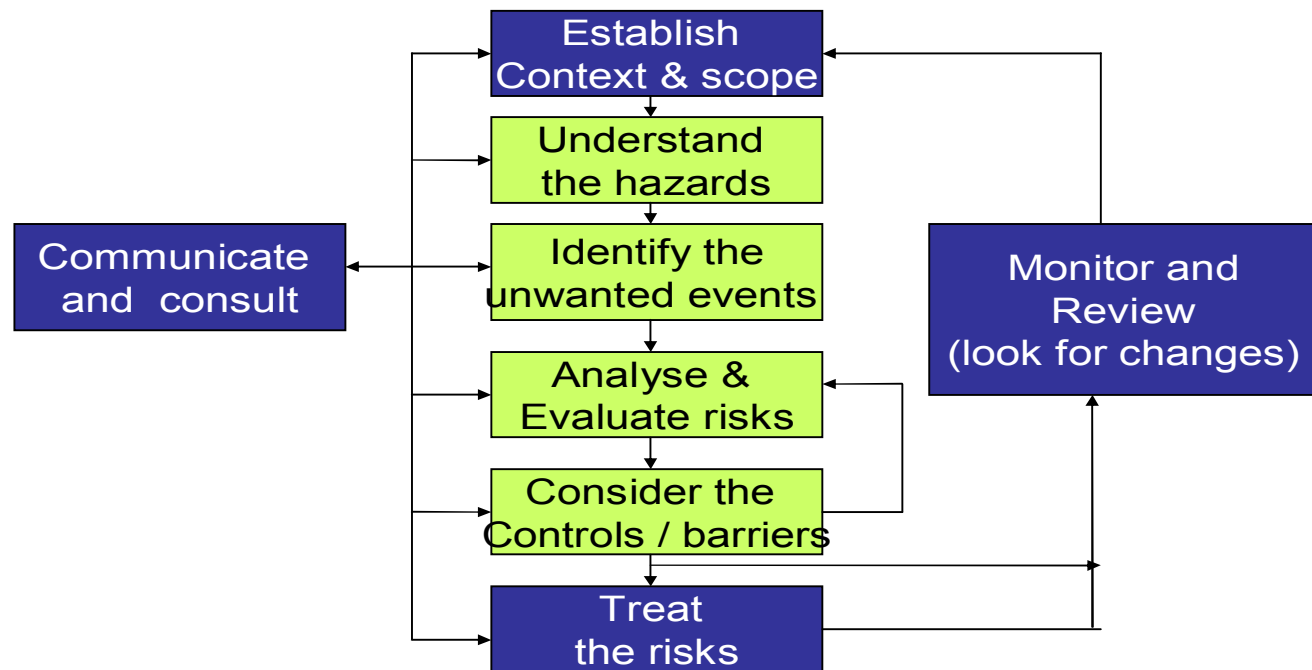 Establish
Context & scope
Understand
the hazards
Communicate
and consult
Identify the
unwanted events
Monitor and
Review
(look for changes)
Analyse &
Evaluate risks
Consider the
Controls / barriers
Treat
the risks